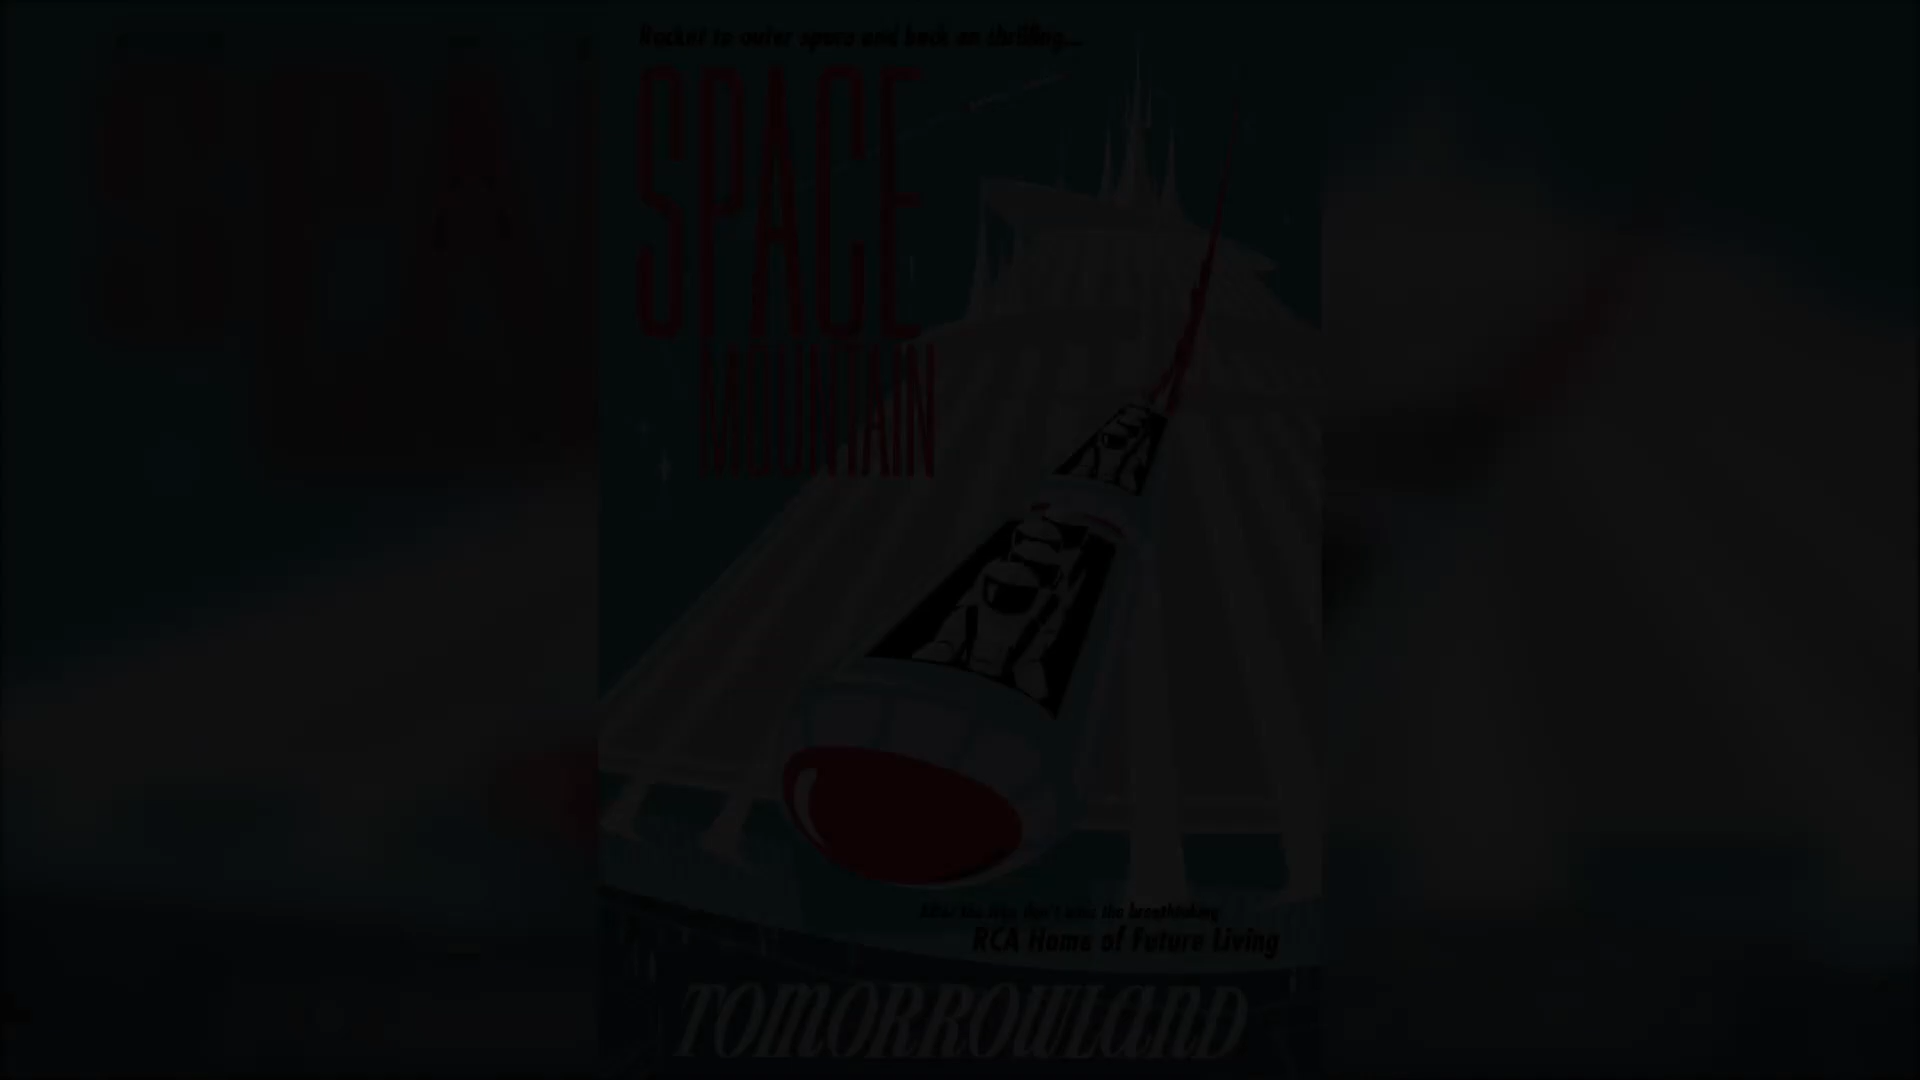 Rocket to outer space and back on thrilling...
SPACE
MOUNTAIN
After the ride, don't miss the breathtaking
RCA Home of Future Living
TOMORROWLAND